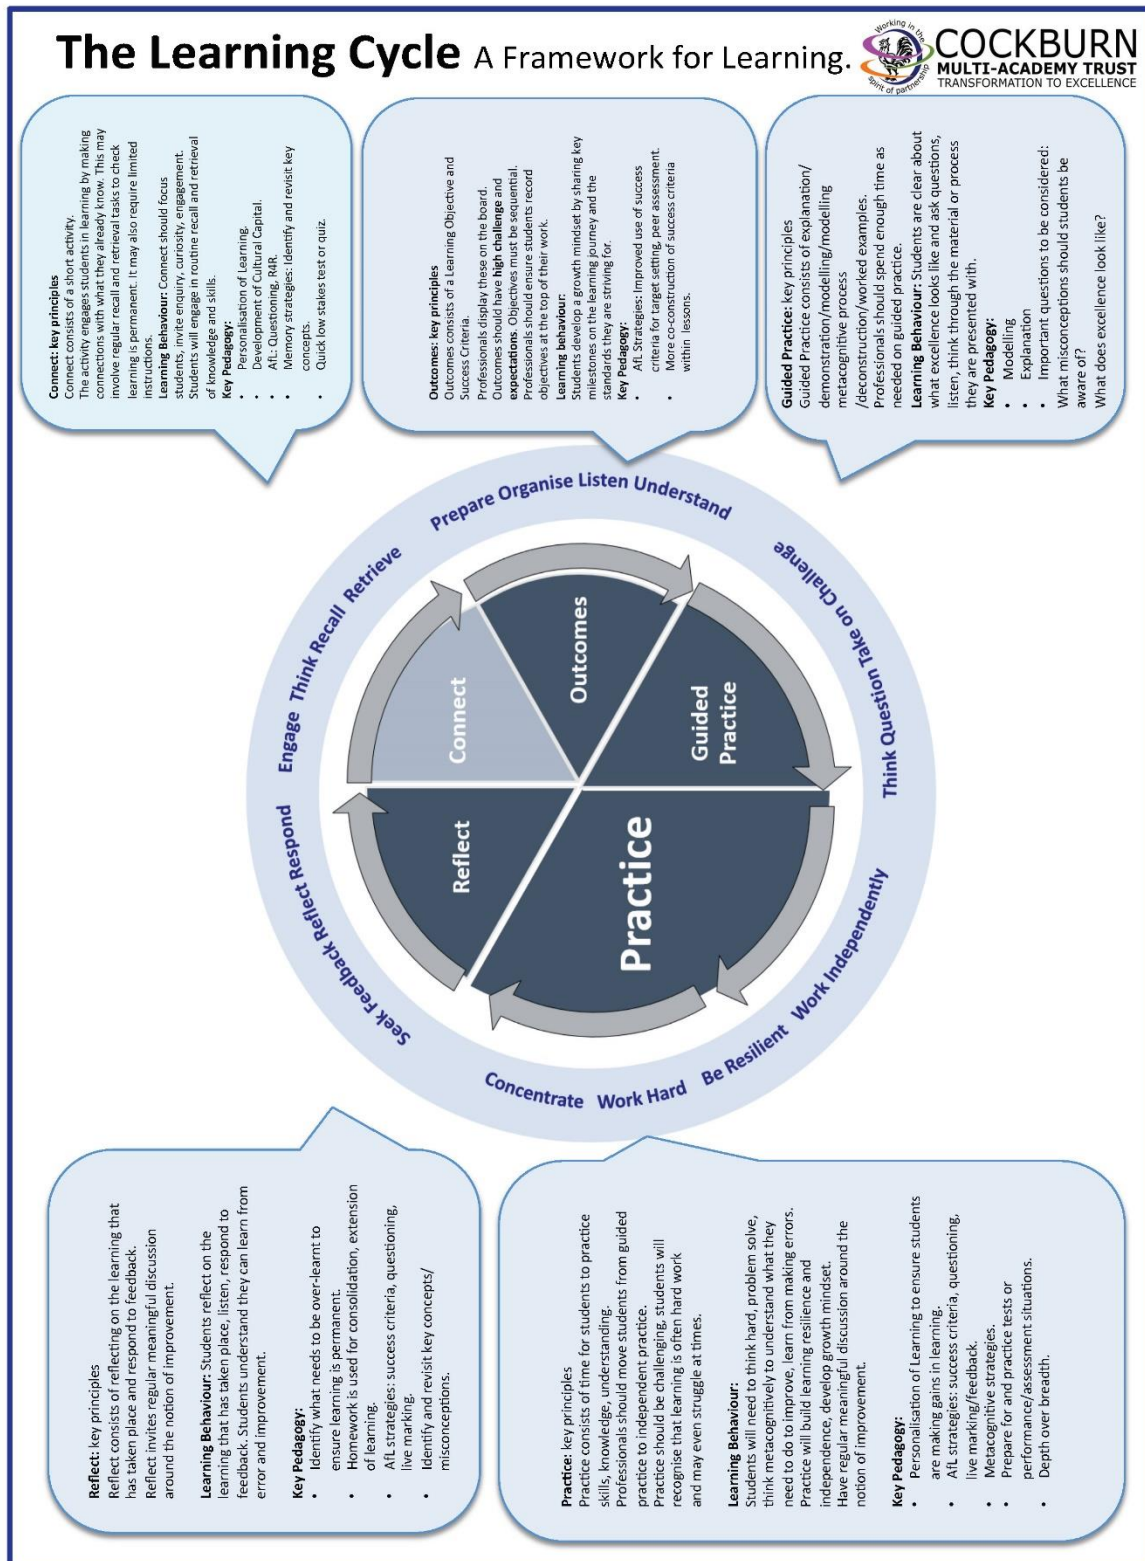 The Learning Cycle A Framework for Learning.
Working in the
spirit of partnership
COCKBURN
MULTI-ACADEMY TRUST
TRANSFORMATION TO EXCELLENCE
Connect: key principles
Connect consists of a short activity.
The activity engages students in learning by making
connections with what they already know. This may
involve regular recall and retrieval tasks to check
learning is permanent. It may also require limited
instructions.
Learning Behaviour: Connect should focus
students, invite enquiry, curiosity, engagement.
Students will engage in routine recall and retrieval
of knowledge and skills.
Key Pedagogy:
• Personalisation of Learning.
• Development of Cultural Capital.
• AfL: Questioning, R4R.
• Memory strategies: Identify and revisit key
concepts.
• Quick low stakes test or quiz.
Outcomes: key principles
Outcomes consists of a Learning Objective and
Success Criteria.
Professionals display these on the board.
Outcomes should have high challenge and
expectations. Objectives must be sequential.
Professionals should ensure students record
objectives at the top of their work.
Learning behaviour:
Students develop a growth mindset by sharing key
milestones on the learning journey and the
standards they are striving for.
Key Pedagogy:
• AfL Strategies: Improved use of success
criteria for target setting, peer assessment.
• More co-construction of success criteria
within lessons.
Guided Practice: key principles
Guided Practice consists of explanation/
demonstration/modelling/modelling
metacognitive process
/deconstruction/worked examples.
Professionals should spend enough time as
needed on guided practice.
Learning Behaviour: Students are clear about
what excellence looks like and ask questions,
listen, think through the material or process
they are presented with.
Key Pedagogy:
• Modelling
• Explanation
• Important questions to be considered:
What misconceptions should students be
aware of?
What does excellence look like?
Engage Think Recall Retrieve
Prepare Organise Listen Understand
Think Question Take on Challenge
Concentrate Work Hard Be Resilient Work Independently
Seek Feedback Reflect Respond
Connect
Outcomes
Guided
Practice
Practice
Reflect
Reflect: key principles
Reflect consists of reflecting on the learning that
has taken place and respond to feedback.
Reflect invites regular meaningful discussion
around the notion of improvement.
Learning Behaviour: Students reflect on the
learning that has taken place, listen, respond to
feedback. Students understand they can learn from
error and improvement.
Key Pedagogy:
• Identify what needs to be over-learnt to
ensure learning is permanent.
• Homework is used for consolidation, extension
of learning.
• AfL strategies: success criteria, questioning,
live marking.
• Identify and revisit key concepts/
misconceptions.
Practice: key principles
Practice consists of time for students to practice
skills, knowledge, understanding.
Professionals should move students from guided
practice to independent practice.
Practice should be challenging, students will
recognise that learning is often hard work
and may even struggle at times.
Learning Behaviour:
Students will need to think hard, problem solve,
think metacognitively to understand what they
need to do to improve, learn from making errors.
Practice will build learning resilience and
independence, develop growth mindset.
Have regular meaningful discussion around the
notion of improvement.
Key Pedagogy:
• Personalisation of Learning to ensure students
are making gains in learning.
• AfL strategies: success criteria, questioning,
live marking/feedback.
• Metacognitive strategies.
• Prepare for and practice tests or
performance/assessment situations.
• Depth over breadth.